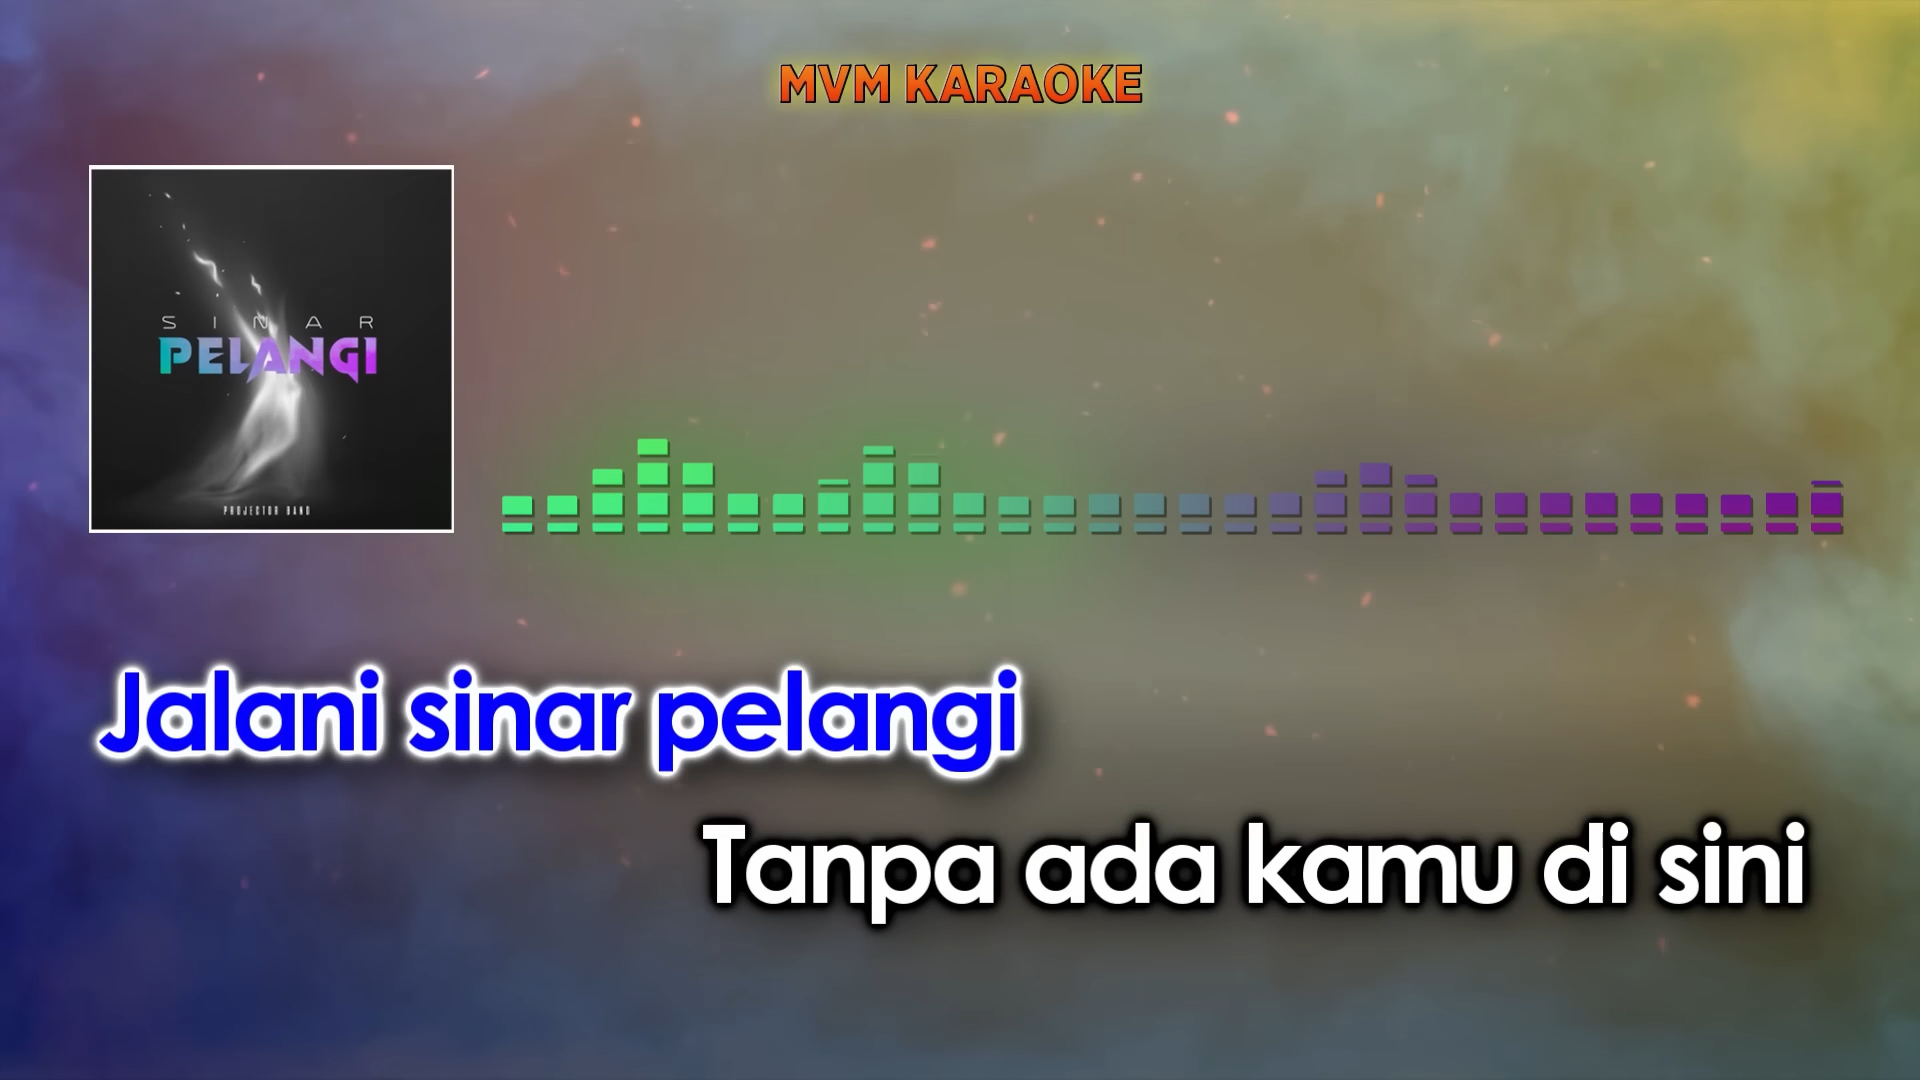 MVM KARAOKE
SINAR
PELANGI
PROJECTOR BAND
Jalani sinar pelangi
Tanpa ada kamu di sini